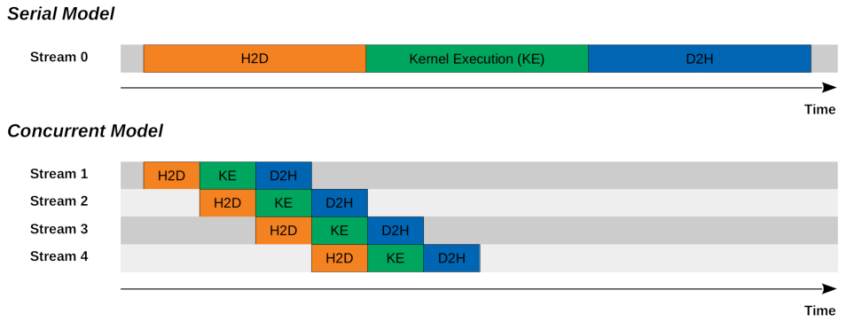 Serial Model
Stream 0 H2D Kernel Execution (KE) D2H
Time
Concurrent Model
Stream 1 H2D KE D2H
Stream 2 H2D KE D2H
Stream 3 H2D KE D2H
Stream 4 H2D KE D2H
Time